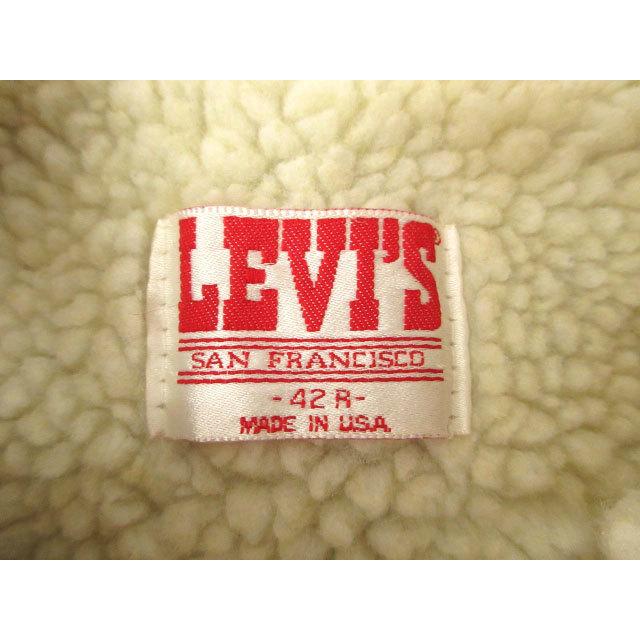 LEVI'S
SAN FRANCISCO
- 42 R -
MADE IN U.S.A.